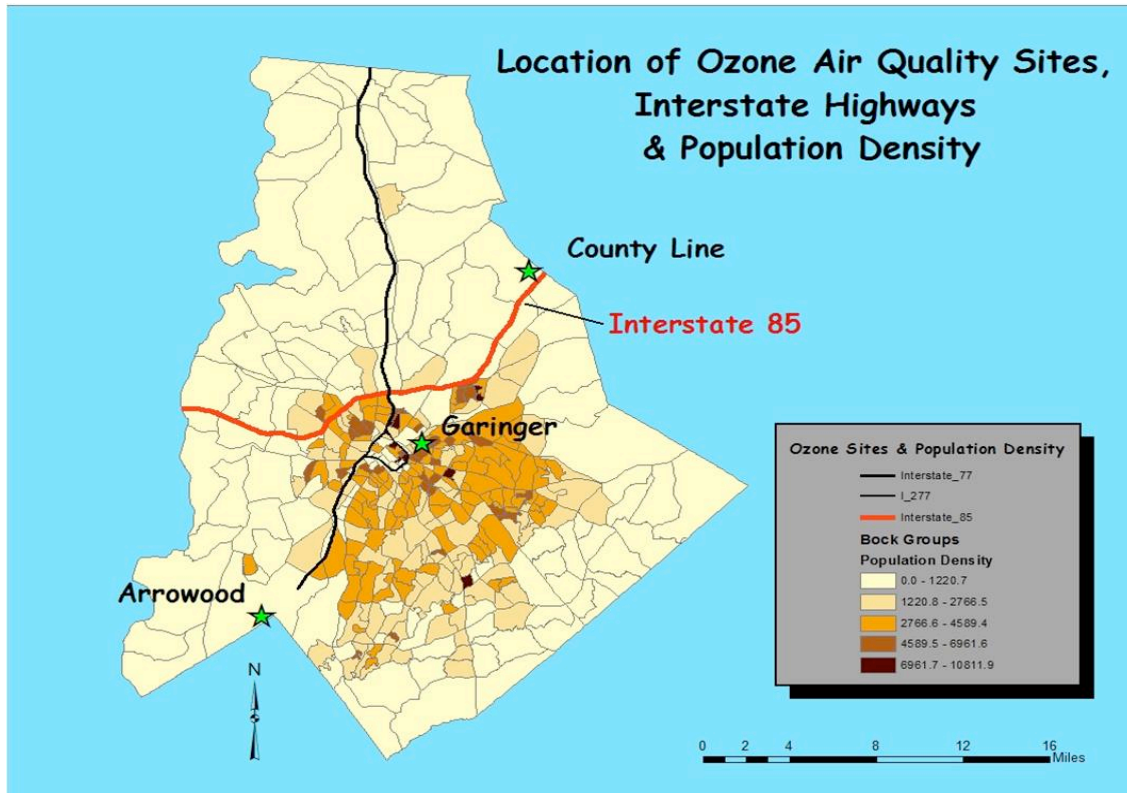 Location of Ozone Air Quality Sites,
Interstate Highways
& Population Density
County Line
Interstate 85
Garinger
Arrowood
N
Ozone Sites & Population Density
Interstate_77
I_277
Interstate_85
Bock Groups
Population Density
0.0 - 1220.7
1220.8 - 2766.5
2766.6 - 4589.4
4589.5 - 6961.6
6961.7 - 10811.9
0 2 4 8 12 16
Miles